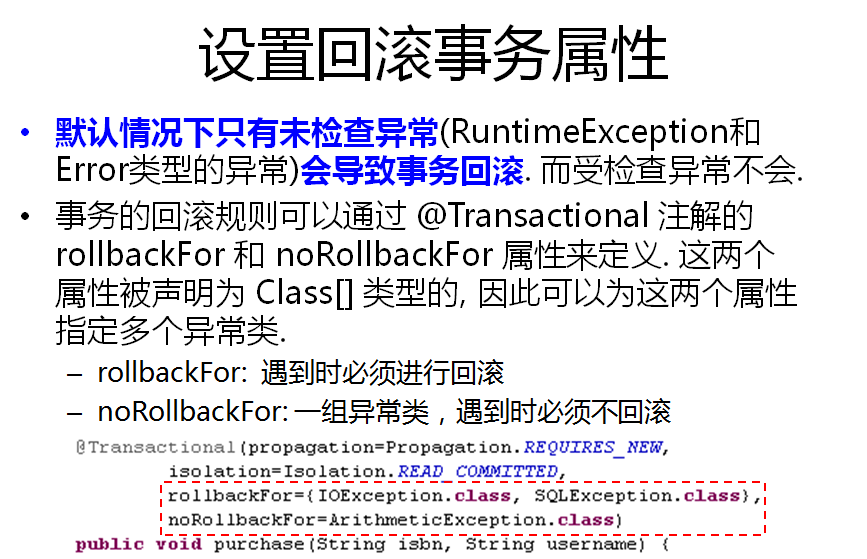 设置回滚事务属性
• 默认情况下只有未检查异常(RuntimeException和
Error类型的异常)会导致事务回滚. 而受检查异常不会.
• 事务的回滚规则可以通过 @Transactional 注解的
rollbackFor 和 noRollbackFor 属性来定义. 这两个
属性被声明为 Class[] 类型的, 因此可以为这两个属性
指定多个异常类.
– rollbackFor: 遇到时必须进行回滚
– noRollbackFor: 一组异常类，遇到时必须不回滚
@Transactional(propagation=Propagation.REQUIRES_NEW,
isolation=Isolation.READ_COMMITTED,
rollbackFor={IOException.class, SQLException.class},
noRollbackFor=ArithmeticException.class)
public void purchase(String isbn, String username) {